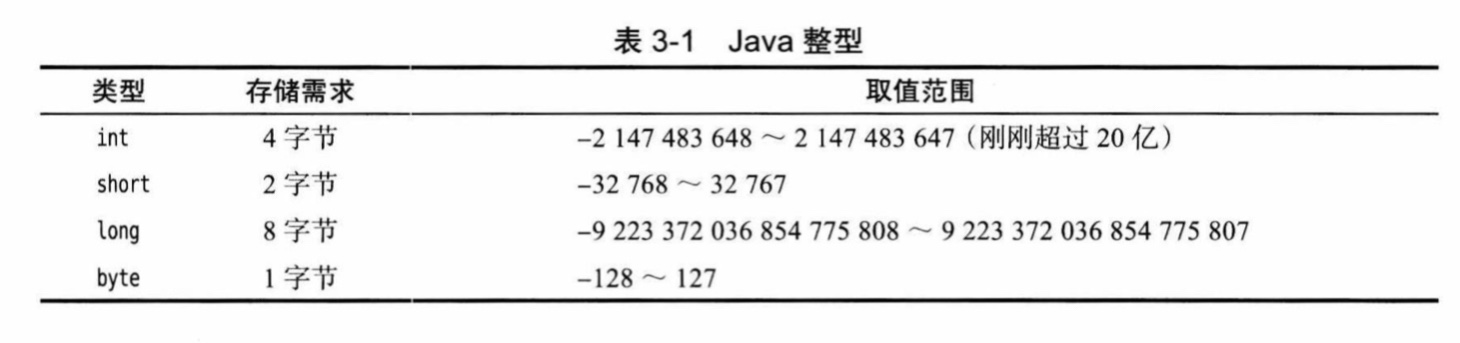 表 3-1 Java 整型
类型 存储需求 取值范围
int 4 字节 -2 147 483 648 ～ 2 147 483 647 (刚刚超过 20 亿)
short 2 字节 -32 768 ～ 32 767
long 8 字节 -9 223 372 036 854 775 808 ～ 9 223 372 036 854 775 807
byte 1 字节 -128 ～ 127